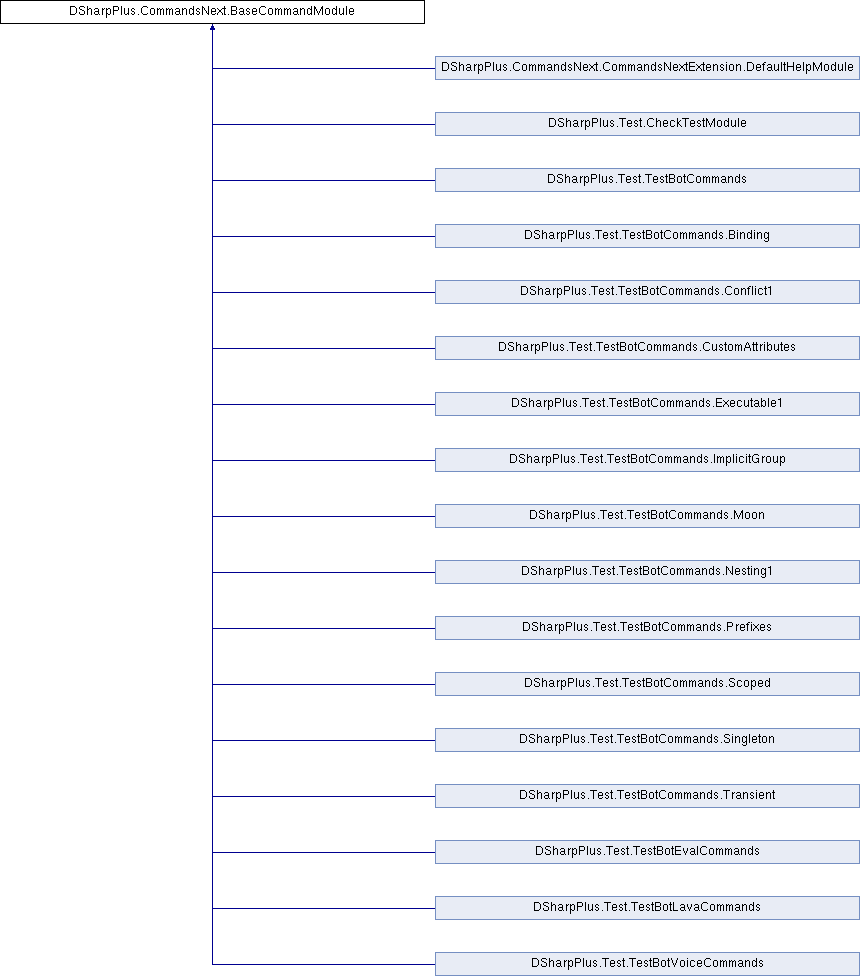 DSharpPlus.CommandsNext.BaseCommandModule
DSharpPlus.CommandsNext.CommandsNextExtension.DefaultHelpModule
DSharpPlus.Test.CheckTestModule
DSharpPlus.Test.TestBotCommands
DSharpPlus.Test.TestBotCommands.Binding
DSharpPlus.Test.TestBotCommands.Conflict1
DSharpPlus.Test.TestBotCommands.CustomAttributes
DSharpPlus.Test.TestBotCommands.Executable1
DSharpPlus.Test.TestBotCommands.ImplicitGroup
DSharpPlus.Test.TestBotCommands.Moon
DSharpPlus.Test.TestBotCommands.Nesting1
DSharpPlus.Test.TestBotCommands.Prefixes
DSharpPlus.Test.TestBotCommands.Scoped
DSharpPlus.Test.TestBotCommands.Singleton
DSharpPlus.Test.TestBotCommands.Transient
DSharpPlus.Test.TestBotEvalCommands
DSharpPlus.Test.TestBotLavaCommands
DSharpPlus.Test.TestBotVoiceCommands